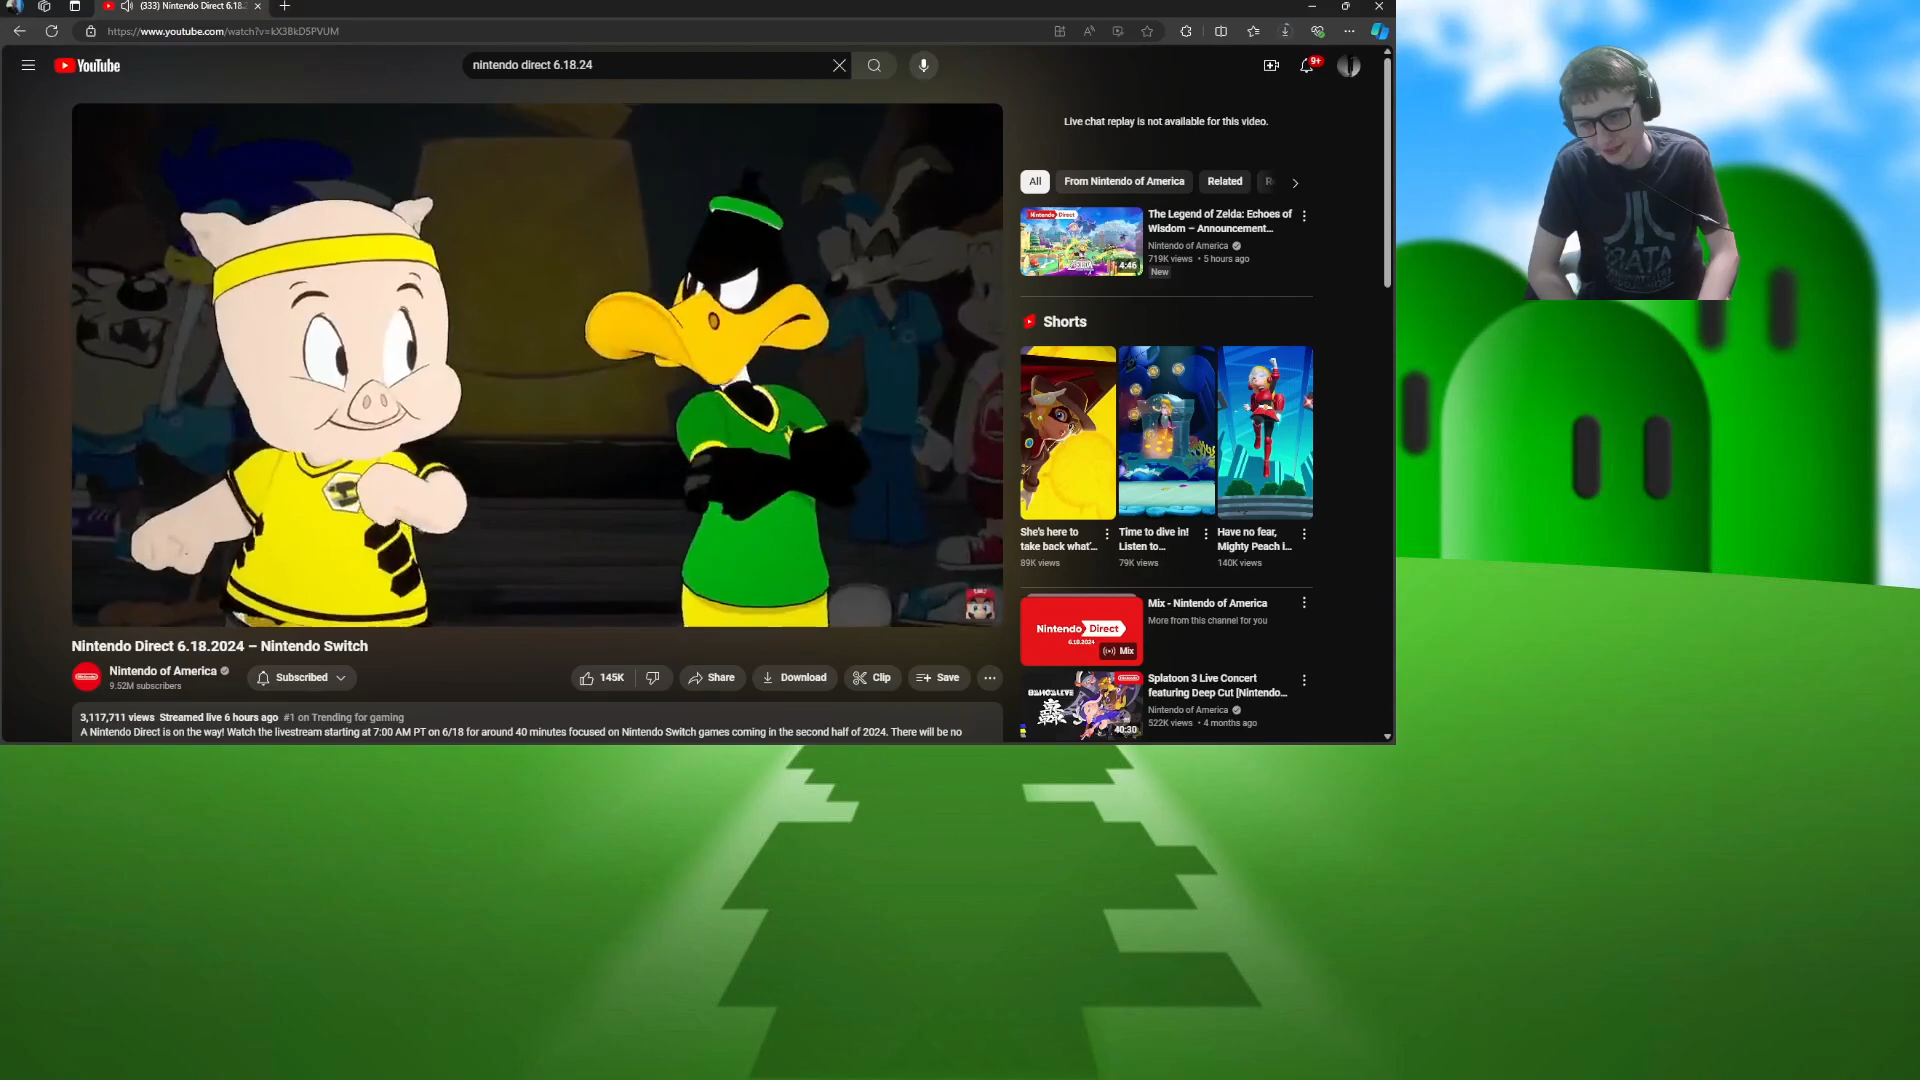 (333) Nintendo Direct 6.18.2
https://www.youtube.com/watch?v=kX3BkD5PVUM
YouTube
nintendo direct 6.18.24
9+
Live chat replay is not available for this video.
All From Nintendo of America Related
Nintendo Direct
ZELDA
4:46
The Legend of Zelda: Echoes of
Wisdom – Announcement...
Nintendo of America
719K views • 5 hours ago
New
Shorts
She's here to
take back what'...
89K views
Time to dive in!
Listen to...
79K views
Have no fear,
Mighty Peach i...
140K views
Nintendo Direct
6.18.2024
Mix
Mix - Nintendo of America
More from this channel for you
40:30
Splatoon 3 Live Concert
featuring Deep Cut [Nintendo...
Nintendo of America
522K views • 4 months ago
Nintendo Direct 6.18.2024 – Nintendo Switch
Nintendo of America
9.52M subscribers
Subscribed
145K
Share
Download
Clip
Save
3,117,711 views Streamed live 6 hours ago #1 on Trending for gaming
A Nintendo Direct is on the way! Watch the livestream starting at 7:00 AM PT on 6/18 for around 40 minutes focused on Nintendo Switch games coming in the second half of 2024. There will be no